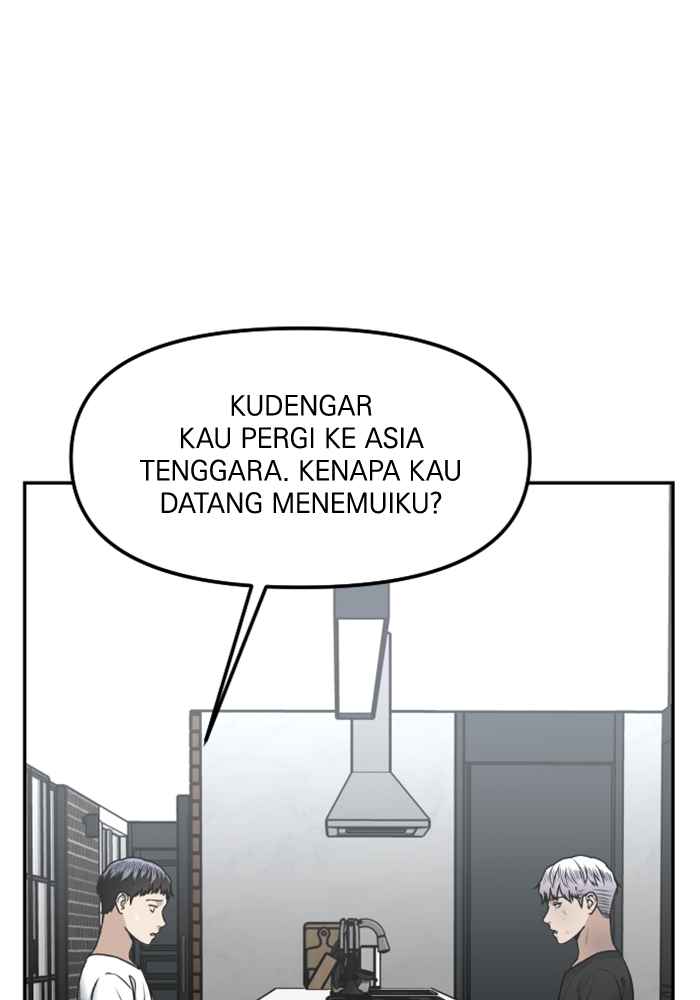 KUDENGAR
KAU PERGI KE ASIA
TENGGARA. KENAPA KAU
DATANG MENEMUIKU?